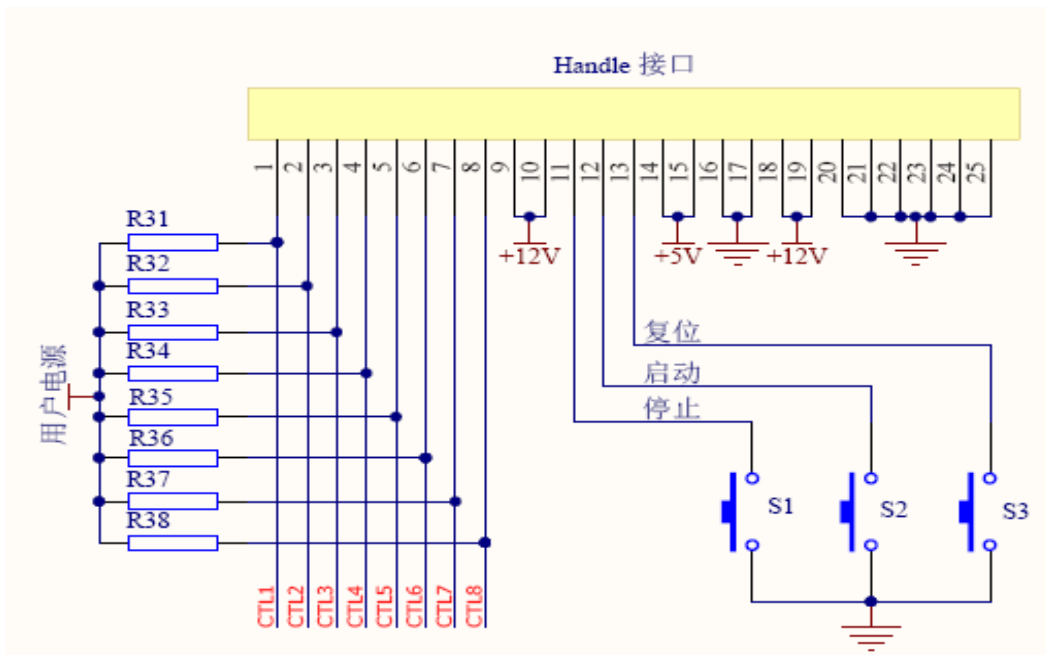 Handle 接口
1 2 3 4 5 6 7 8 9 10 11 12 13 14 15 16 17 18 19 20 21 22 23 24 25
+12V
+5V
+12V
R31
R32
R33
R34
R35
R36
R37
R38
用户电源
复位
启动
停止
S1
S2
S3
CTL1
CTL2
CTL3
CTL4
CTL5
CTL6
CTL7
CTL8